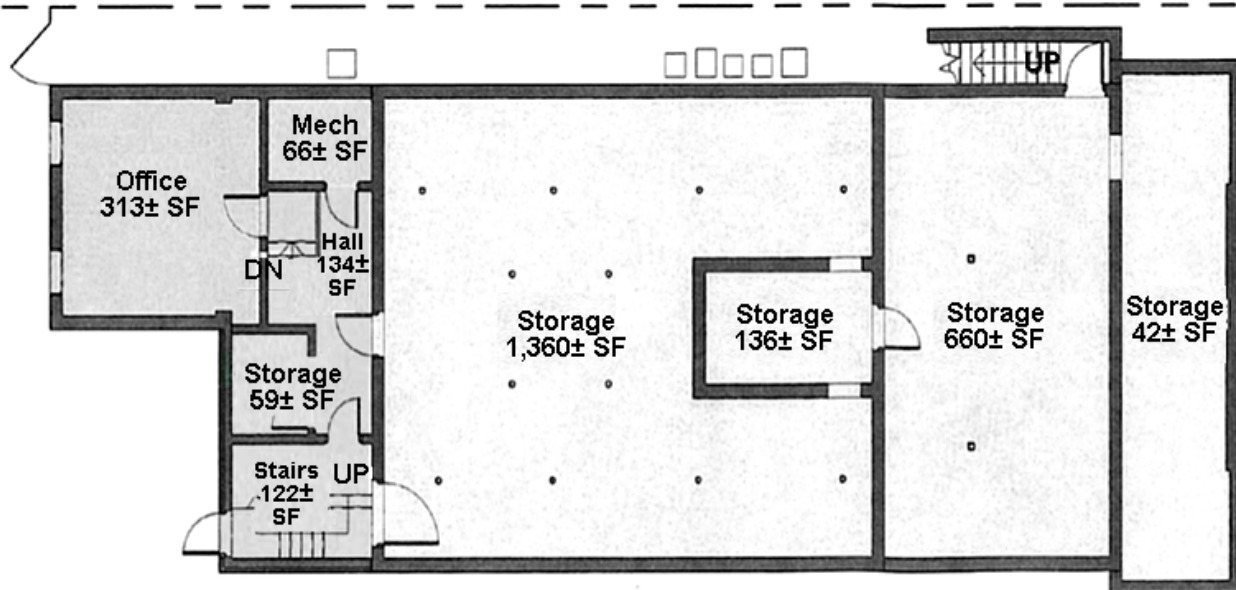 UP
Mech
66± SF
Office
313± SF
Hall
134±
SF
DN
Storage
1,360± SF
Storage
136± SF
Storage
660± SF
Storage
42± SF
Storage
59± SF
Stairs
122±
SF
UP